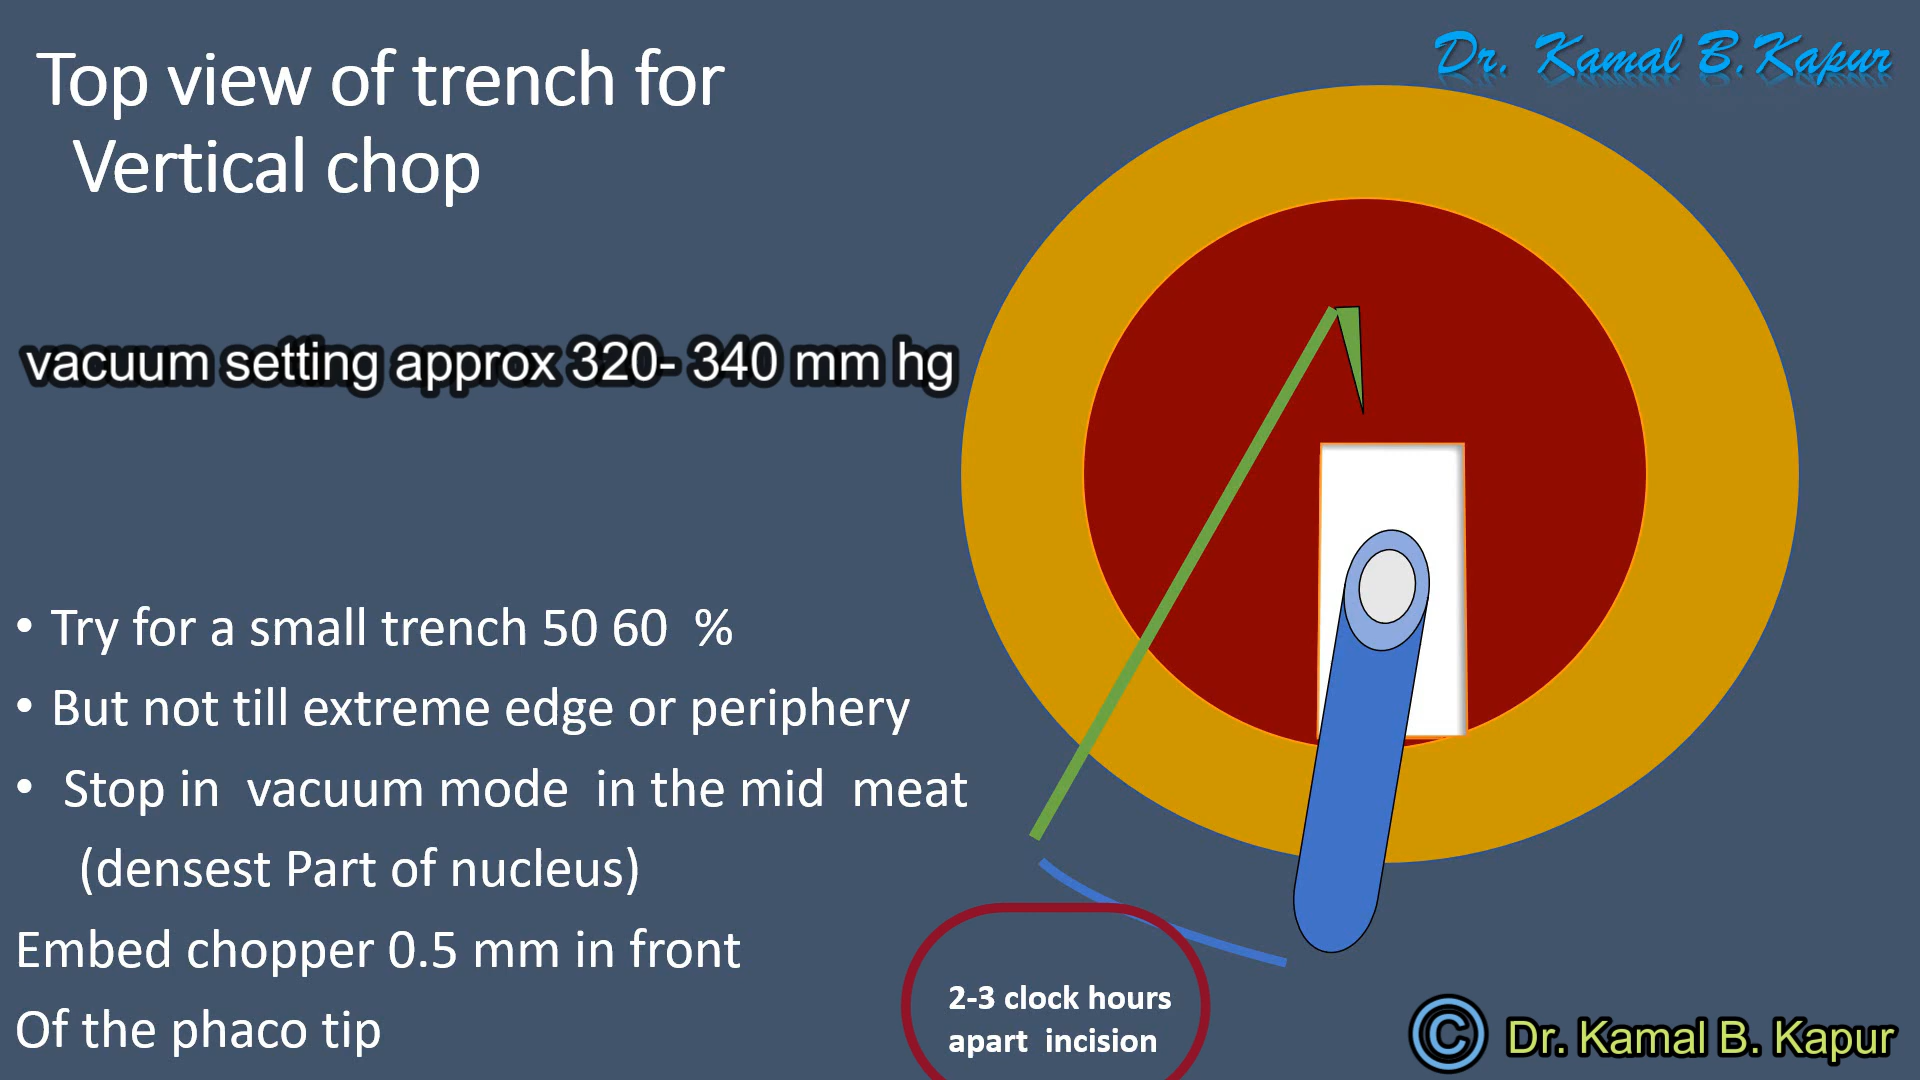 Dr. Kamal B.Kapur
Top view of trench for
Vertical chop
vacuum setting approx 320- 340 mm hg
• Try for a small trench 50 60 %
• But not till extreme edge or periphery
• Stop in vacuum mode in the mid meat
(densest Part of nucleus)
Embed chopper 0.5 mm in front
Of the phaco tip
2-3 clock hours
apart incision
© Dr. Kamal B. Kapur